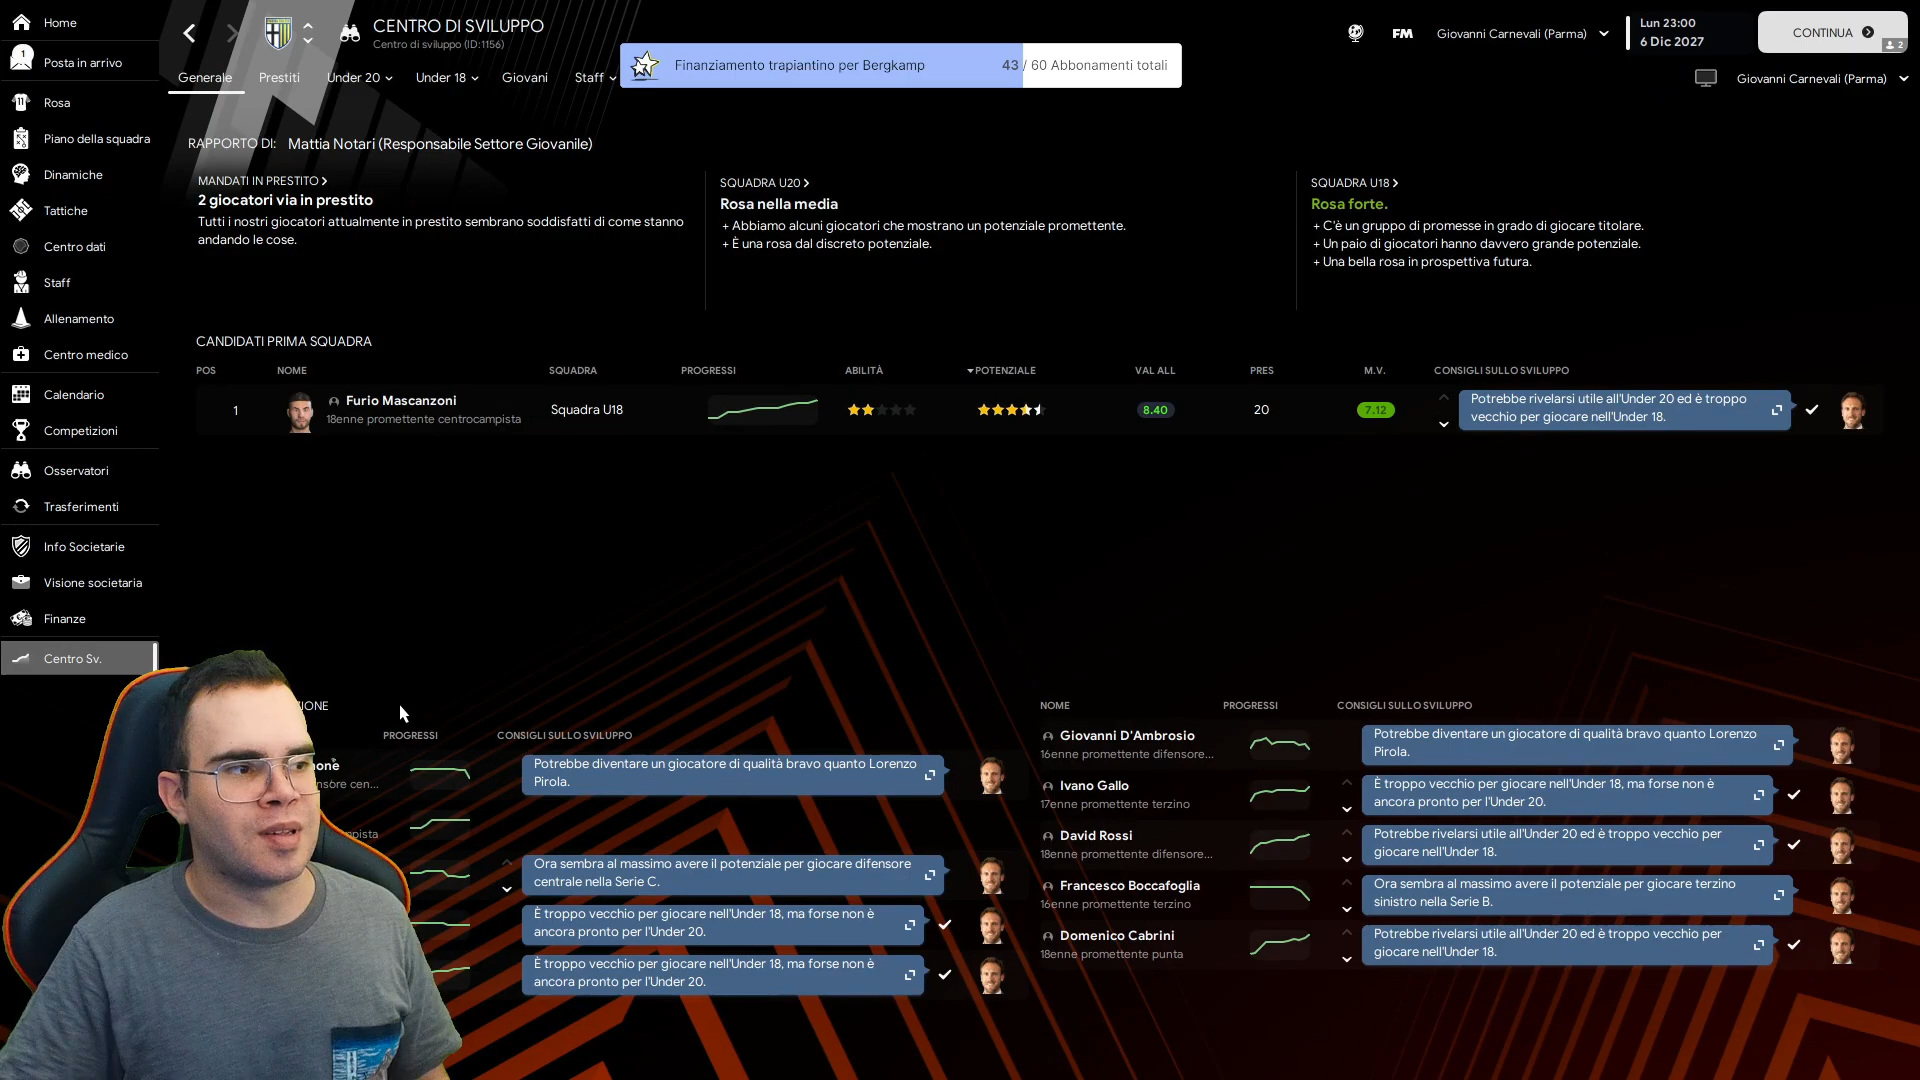 Home
1
Posta in arrivo
Rosa
Piano della squadra
Dinamiche
Tattiche
Centro dati
Staff
Allenamento
Centro medico
Calendario
Competizioni
Osservatori
Trasferimenti
Info Societarie
Visione societaria
Finanze
Centro Sv.
CENTRO DI SVILUPPO
Centro di sviluppo (ID:1156)
Generale
Prestiti
Under 20
Under 18
Giovani
Staff
Finanziamento trapiantino per Bergkamp
43 / 60 Abbonamenti totali
FM
Giovanni Carnevali (Parma)
Lun 23:00
6 Dic 2027
CONTINUA
2
Giovanni Carnevali (Parma)
RAPPORTO DI: Mattia Notari (Responsabile Settore Giovanile)
MANDATI IN PRESTITO
2 giocatori via in prestito
Tutti i nostri giocatori attualmente in prestito sembrano soddisfatti di come stanno
andando le cose.
SQUADRA U20
Rosa nella media
+ Abbiamo alcuni giocatori che mostrano un potenziale promettente.
+ È una rosa dal discreto potenziale.
SQUADRA U18
Rosa forte.
+ C'è un gruppo di promesse in grado di giocare titolare.
+ Un paio di giocatori hanno davvero grande potenziale.
+ Una bella rosa in prospettiva futura.
CANDIDATI PRIMA SQUADRA
POS NOME SQUADRA PROGRESSI ABILITÀ POTENZIALE VAL ALL PRES M.V. CONSIGLI SULLO SVILUPPO
1
Furio Mascanzoni
18enne promettente centrocampista
Squadra U18
8.40
20
7.12
Potrebbe rivelarsi utile all'Under 20 ed è troppo
vecchio per giocare nell'Under 18.
IONE
PROGRESSI CONSIGLI SULLO SVILUPPO
Potrebbe diventare un giocatore di qualità bravo quanto Lorenzo
Pirola.
Ora sembra al massimo avere il potenziale per giocare difensore
centrale nella Serie C.
È troppo vecchio per giocare nell'Under 18, ma forse non è
ancora pronto per l'Under 20.
È troppo vecchio per giocare nell'Under 18, ma forse non è
ancora pronto per l'Under 20.
NOME PROGRESSI CONSIGLI SULLO SVILUPPO
Giovanni D'Ambrosio
16enne promettente difensore...
Potrebbe diventare un giocatore di qualità bravo quanto Lorenzo
Pirola.
Ivano Gallo
17enne promettente terzino
È troppo vecchio per giocare nell'Under 18, ma forse non è
ancora pronto per l'Under 20.
David Rossi
18enne promettente difensore...
Potrebbe rivelarsi utile all'Under 20 ed è troppo vecchio per
giocare nell'Under 18.
Francesco Boccafoglia
16enne promettente terzino
Ora sembra al massimo avere il potenziale per giocare terzino
sinistro nella Serie B.
Domenico Cabrini
18enne promettente punta
Potrebbe rivelarsi utile all'Under 20 ed è troppo vecchio per
giocare nell'Under 18.